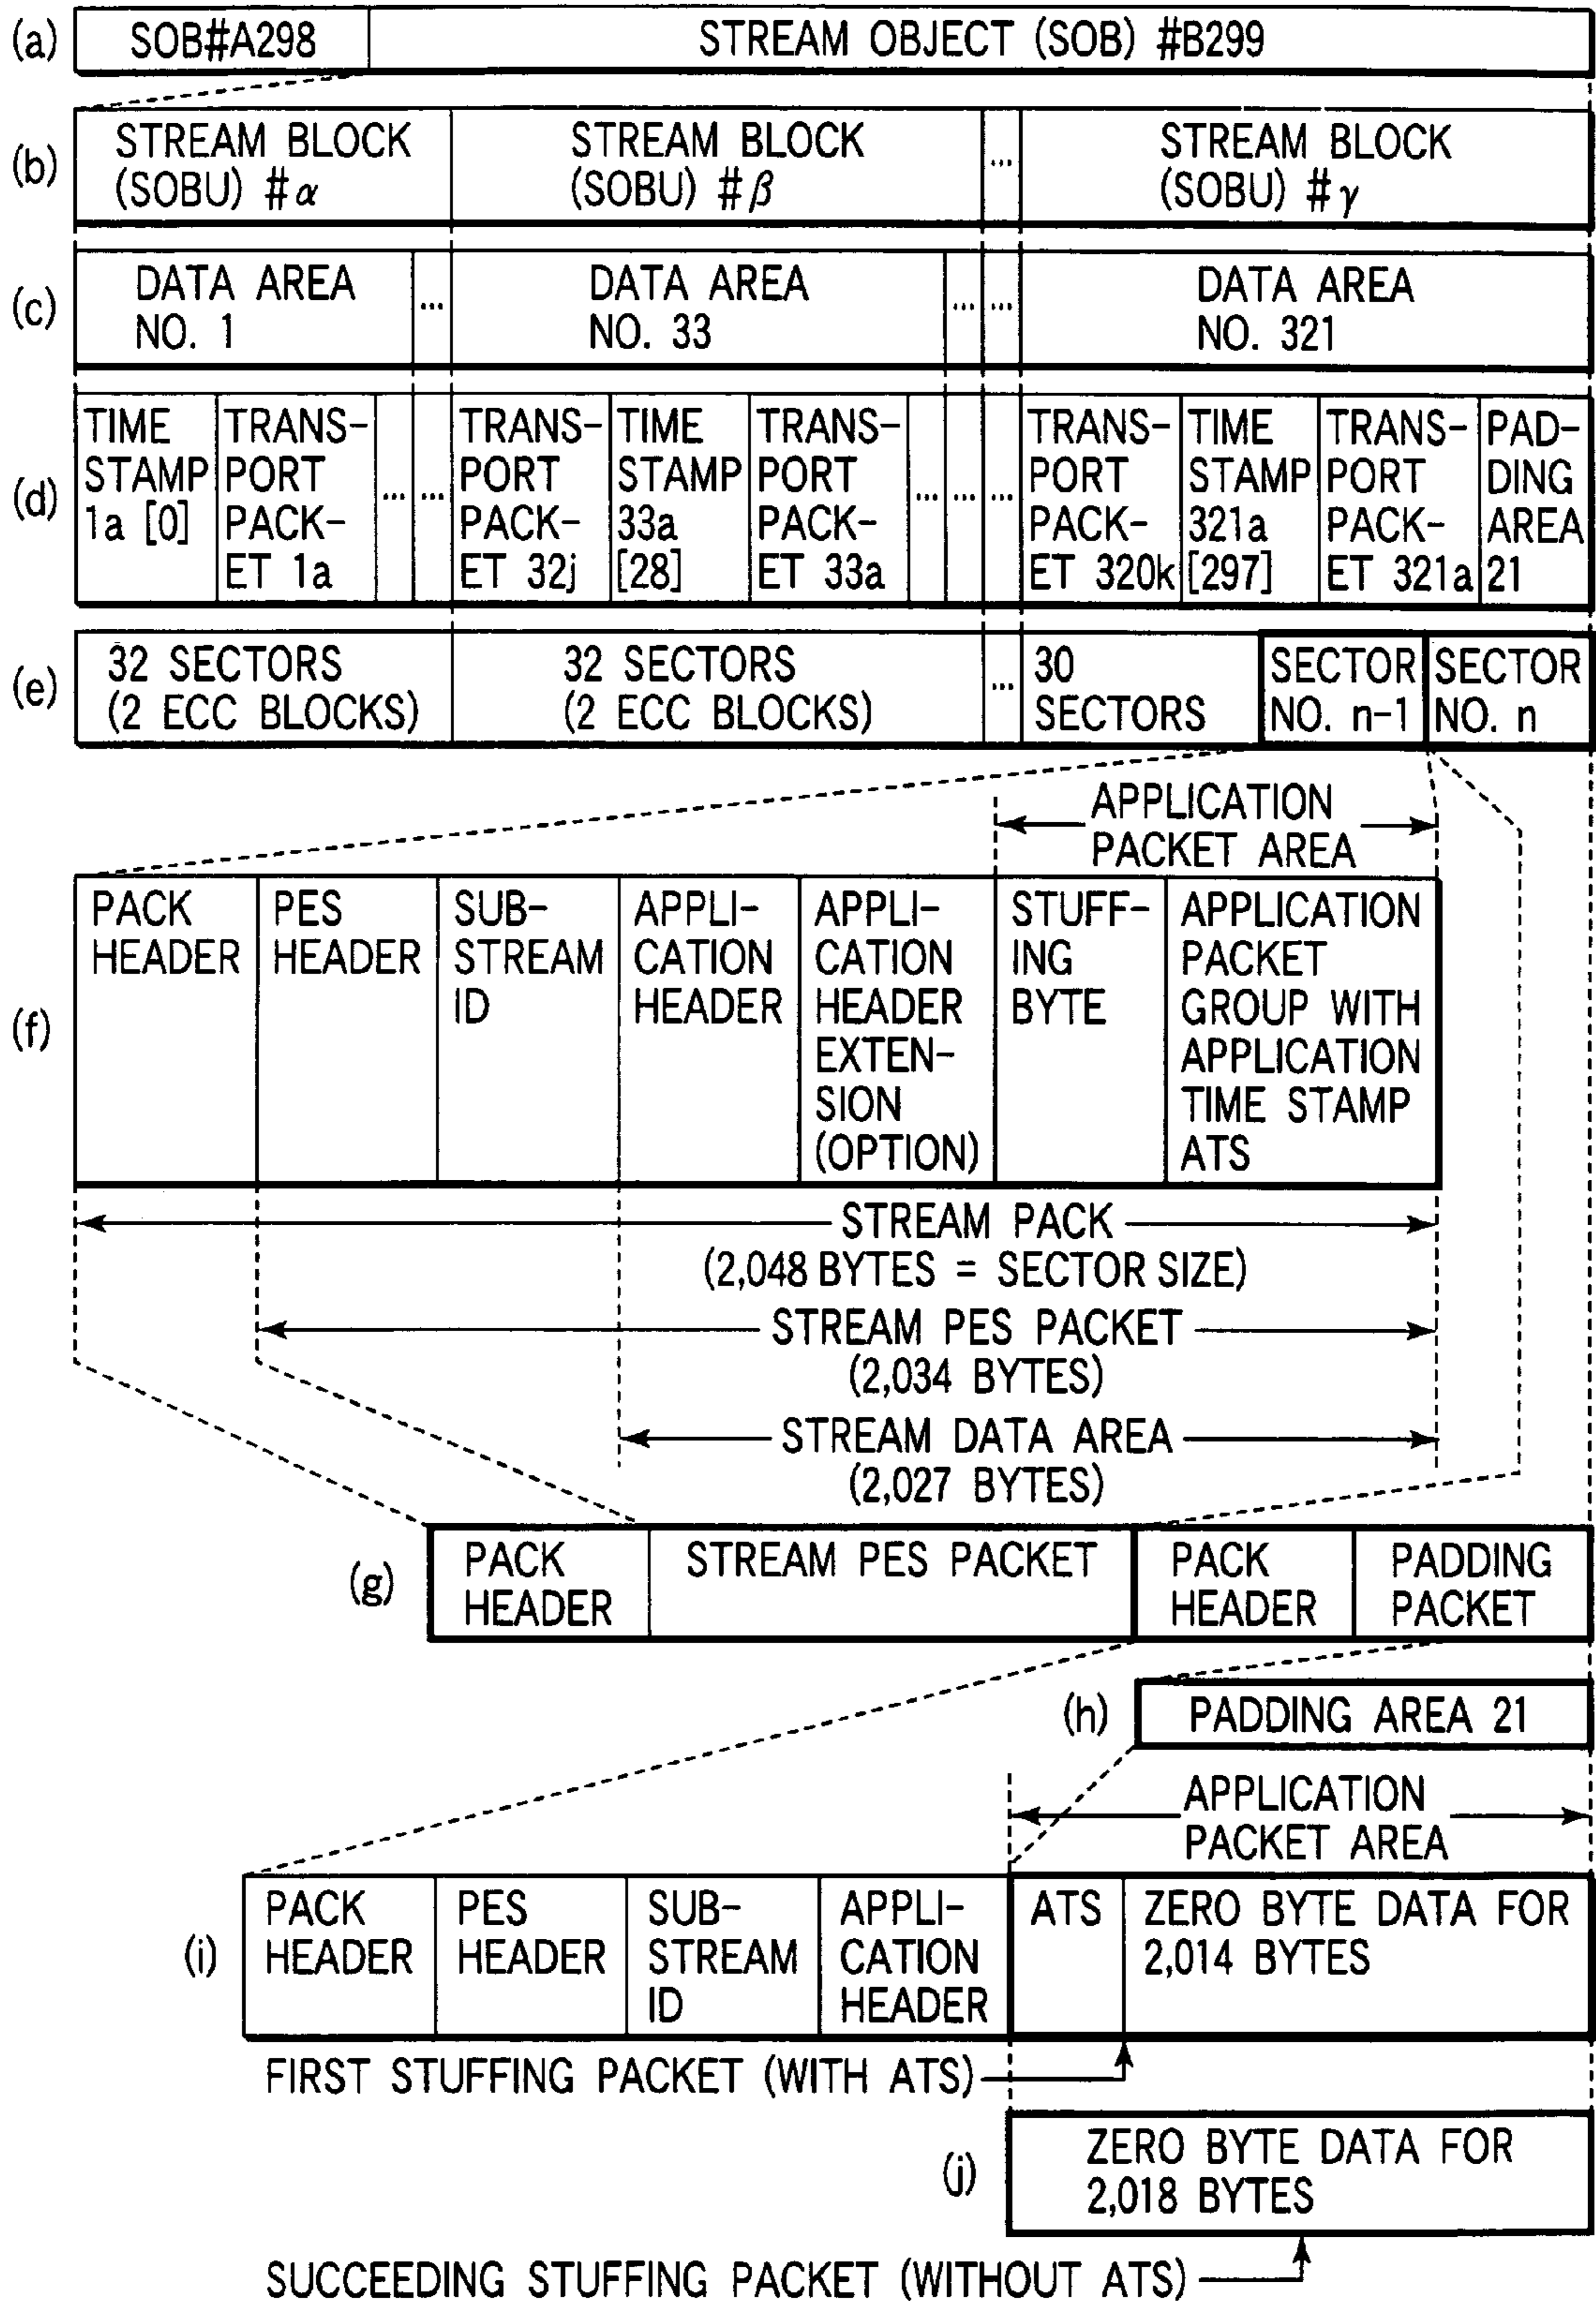 (a)
SOB#A298
STREAM OBJECT (SOB) #B299
(b)
STREAM BLOCK
(SOBU) #α
STREAM BLOCK
(SOBU) #β
...
STREAM BLOCK
(SOBU) #γ
(c)
DATA AREA
NO. 1
...
DATA AREA
NO. 33
...
...
DATA AREA
NO. 321
(d)
TIME
STAMP
1a [0]
TRANS-
PORT
PACK-
ET 1a
...
...
TRANS-
PORT
PACK-
ET 32j
TIME
STAMP
33a
[28]
TRANS-
PORT
PACK-
ET 33a
...
...
...
TRANS-
PORT
PACK-
ET 320k
TIME
STAMP
321a
[297]
TRANS-
PORT
PACK-
ET 321a
PAD-
DING
AREA
21
(e)
32 SECTORS
(2 ECC BLOCKS)
32 SECTORS
(2 ECC BLOCKS)
...
30
SECTORS
SECTOR
NO. n-1
SECTOR
NO. n
APPLICATION
PACKET AREA
(f)
PACK
HEADER
PES
HEADER
SUB-
STREAM
ID
APPLI-
CATION
HEADER
APPLI-
CATION
HEADER
EXTEN-
SION
(OPTION)
STUFF-
ING
BYTE
APPLICATION
PACKET
GROUP WITH
APPLICATION
TIME STAMP
ATS
STREAM PACK
(2,048 BYTES = SECTOR SIZE)
STREAM PES PACKET
(2,034 BYTES)
STREAM DATA AREA
(2,027 BYTES)
(g)
PACK
HEADER
STREAM PES PACKET
PACK
HEADER
PADDING
PACKET
(h)
PADDING AREA 21
APPLICATION
PACKET AREA
(i)
PACK
HEADER
PES
HEADER
SUB-
STREAM
ID
APPLI-
CATION
HEADER
ATS
ZERO BYTE DATA FOR
2,014 BYTES
FIRST STUFFING PACKET (WITH ATS)
(j)
ZERO BYTE DATA FOR
2,018 BYTES
SUCCEEDING STUFFING PACKET (WITHOUT ATS)